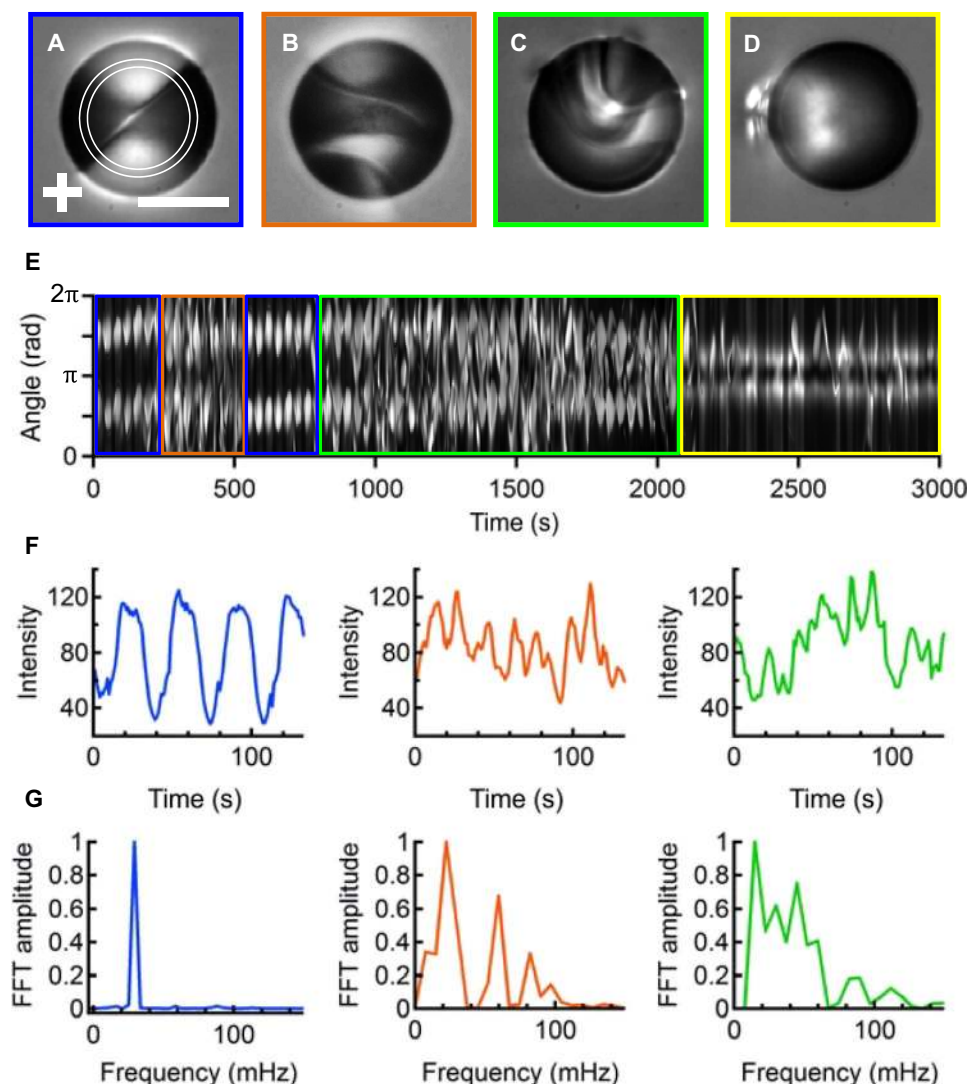 A B C D
E
2π
π
0
Angle (rad)
0 500 1000 1500 2000 2500 3000
Time (s)
F
120
80
40
Intensity
0 100
Time (s)
120
80
40
Intensity
0 100
Time (s)
120
80
40
Intensity
0 100
Time (s)
G
1
0.8
0.6
0.4
0.2
0
FFT amplitude
0 100
Frequency (mHz)
1
0.8
0.6
0.4
0.2
0
FFT amplitude
0 100
Frequency (mHz)
1
0.8
0.6
0.4
0.2
0
FFT amplitude
0 100
Frequency (mHz)